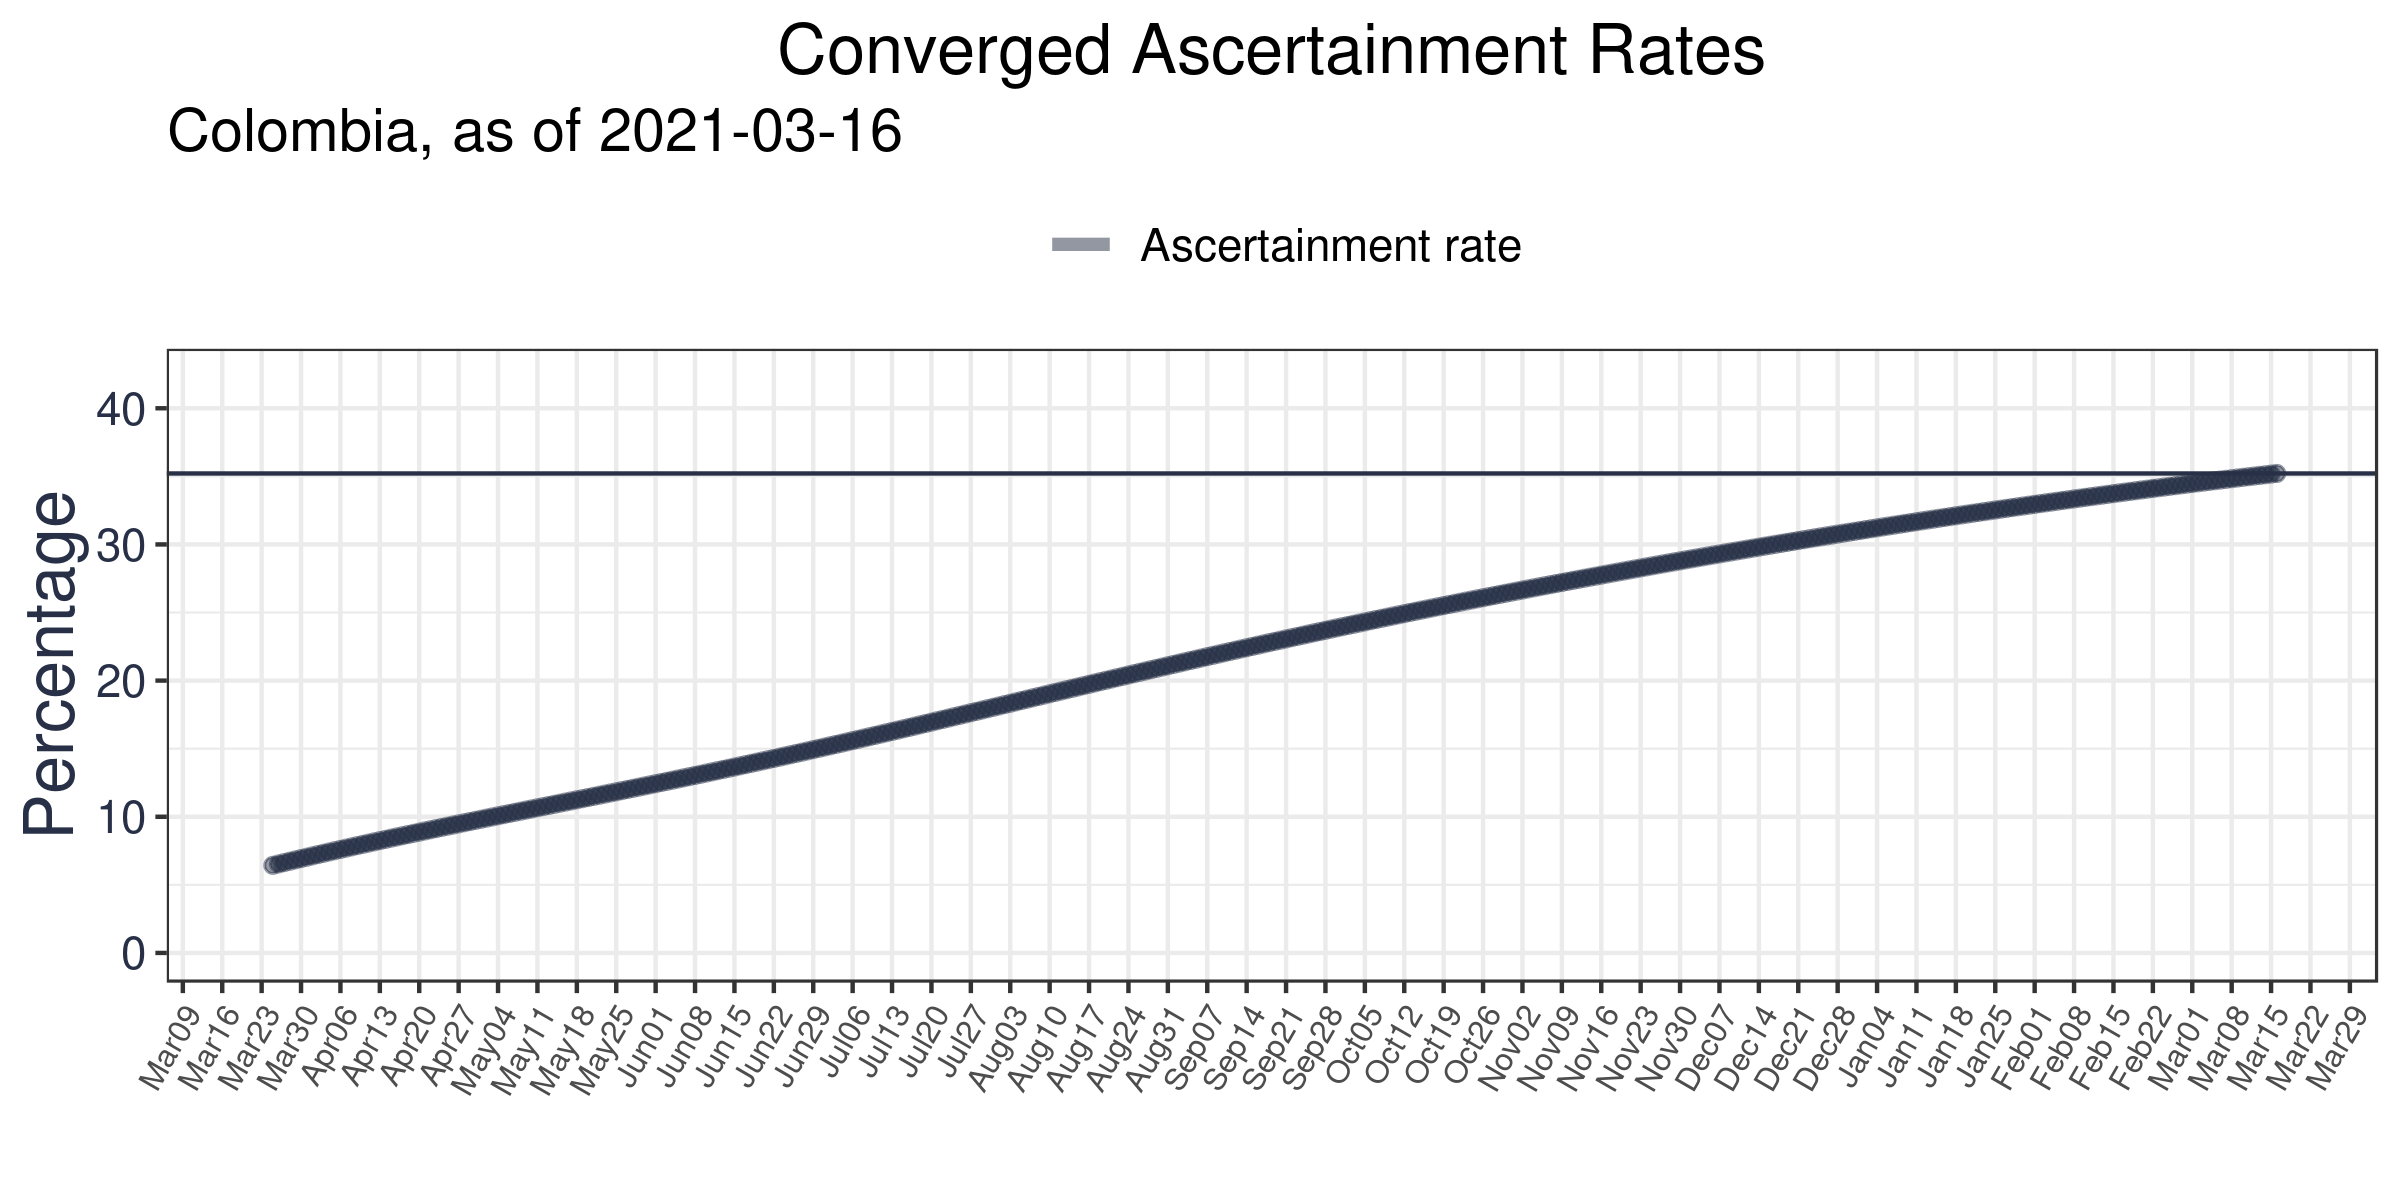 Converged Ascertainment Rates
Colombia, as of 2021-03-16
Ascertainment rate
Percentage
40
30
20
10
0
Mar09 Mar16 Mar23 Mar30 Apr06 Apr13 Apr20 Apr27 May04 May11 May18 May25 Jun01 Jun08 Jun15 Jun22 Jun29 Jul06 Jul13 Jul20 Jul27 Aug03 Aug10 Aug17 Aug24 Aug31 Sep07 Sep14 Sep21 Sep28 Oct05 Oct12 Oct19 Oct26 Nov02 Nov09 Nov16 Nov23 Nov30 Dec07 Dec14 Dec21 Dec28 Jan04 Jan11 Jan18 Jan25 Feb01 Feb08 Feb15 Feb22 Mar01 Mar08 Mar15 Mar22 Mar29